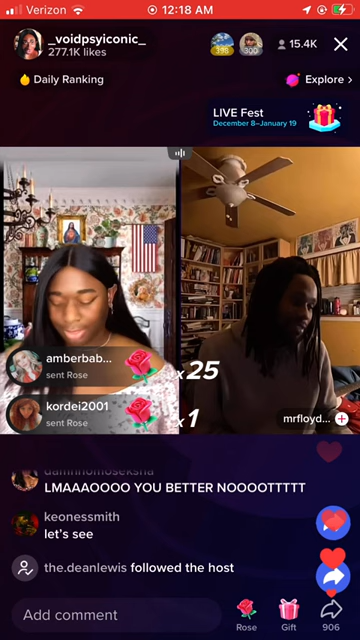 Verizon
12:18 AM
_voidpsyiconic_
277.1K likes
398
300
15.4K
Daily Ranking
Explore >
LIVE Fest
December 8–January 19
amberbab...
sent Rose
x25
kordei2001
sent Rose
x1
mrfloyd...
LMAAAOOOO YOU BETTER NOOOOTTTTT
keonessmith
let's see
the.deanlewis followed the host
Add comment
Rose
Gift
906